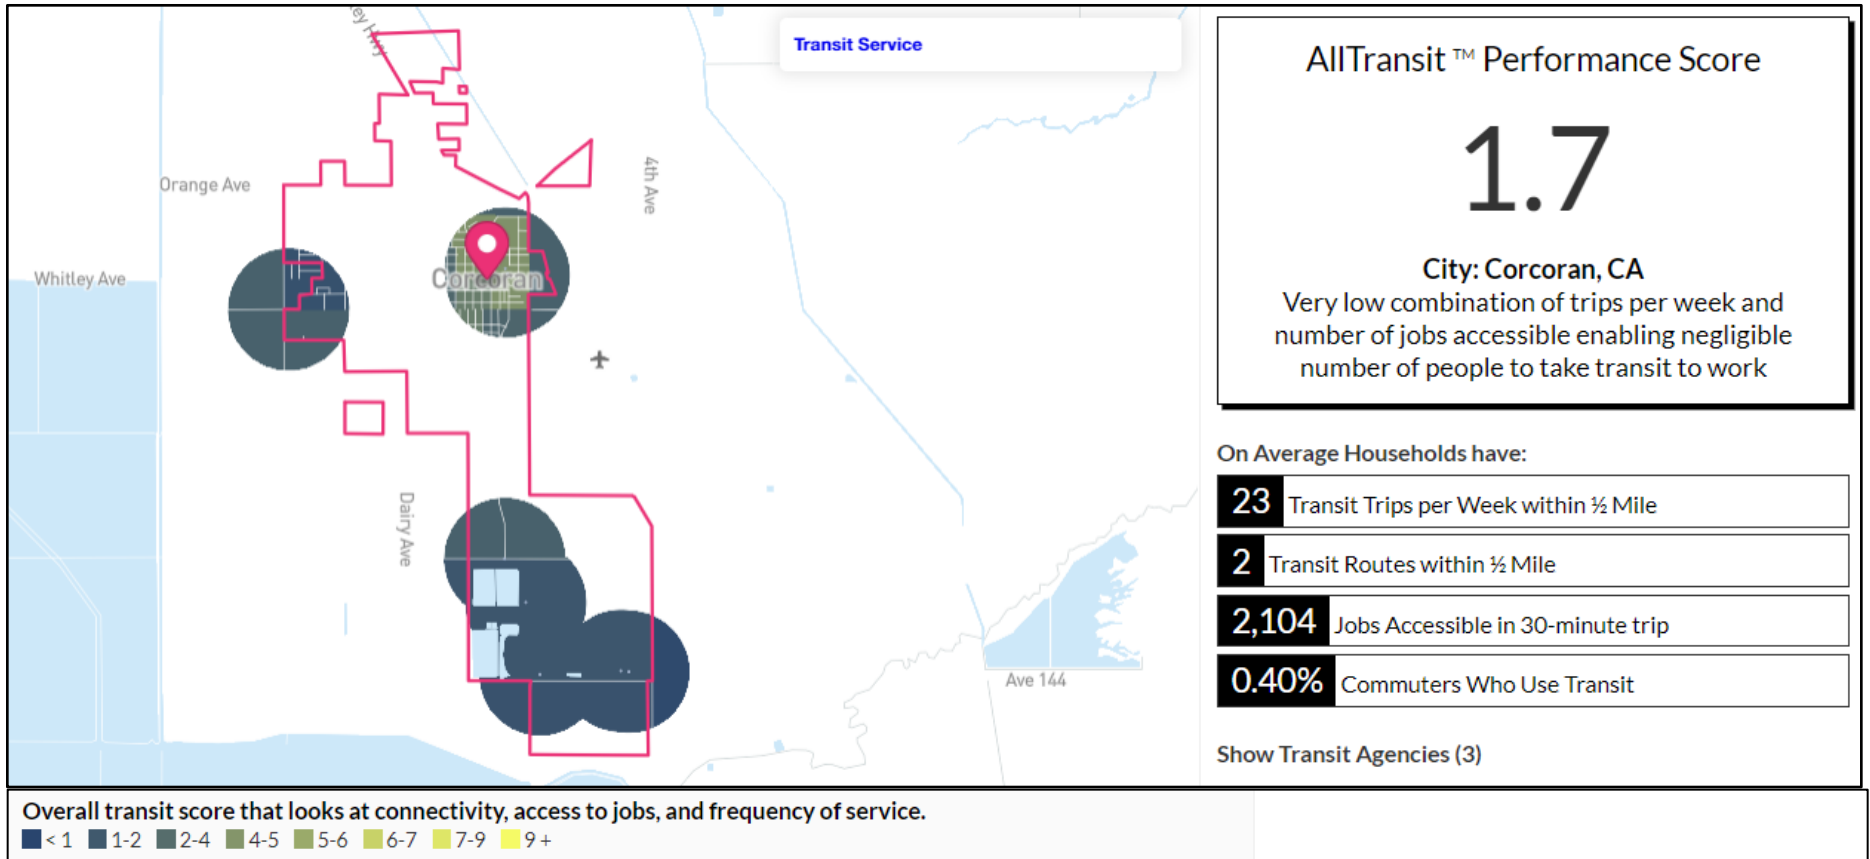 ey Hwy
Transit Service
Orange Ave
4th Ave
Whitley Ave
Corcoran
Dairy Ave
Ave 144
AllTransit ™ Performance Score
1.7
City: Corcoran, CA
Very low combination of trips per week and
number of jobs accessible enabling negligible
number of people to take transit to work
On Average Households have:
23 Transit Trips per Week within ½ Mile
2 Transit Routes within ½ Mile
2,104 Jobs Accessible in 30-minute trip
0.40% Commuters Who Use Transit
Show Transit Agencies (3)
Overall transit score that looks at connectivity, access to jobs, and frequency of service.
< 1 1-2 2-4 4-5 5-6 6-7 7-9 9 +